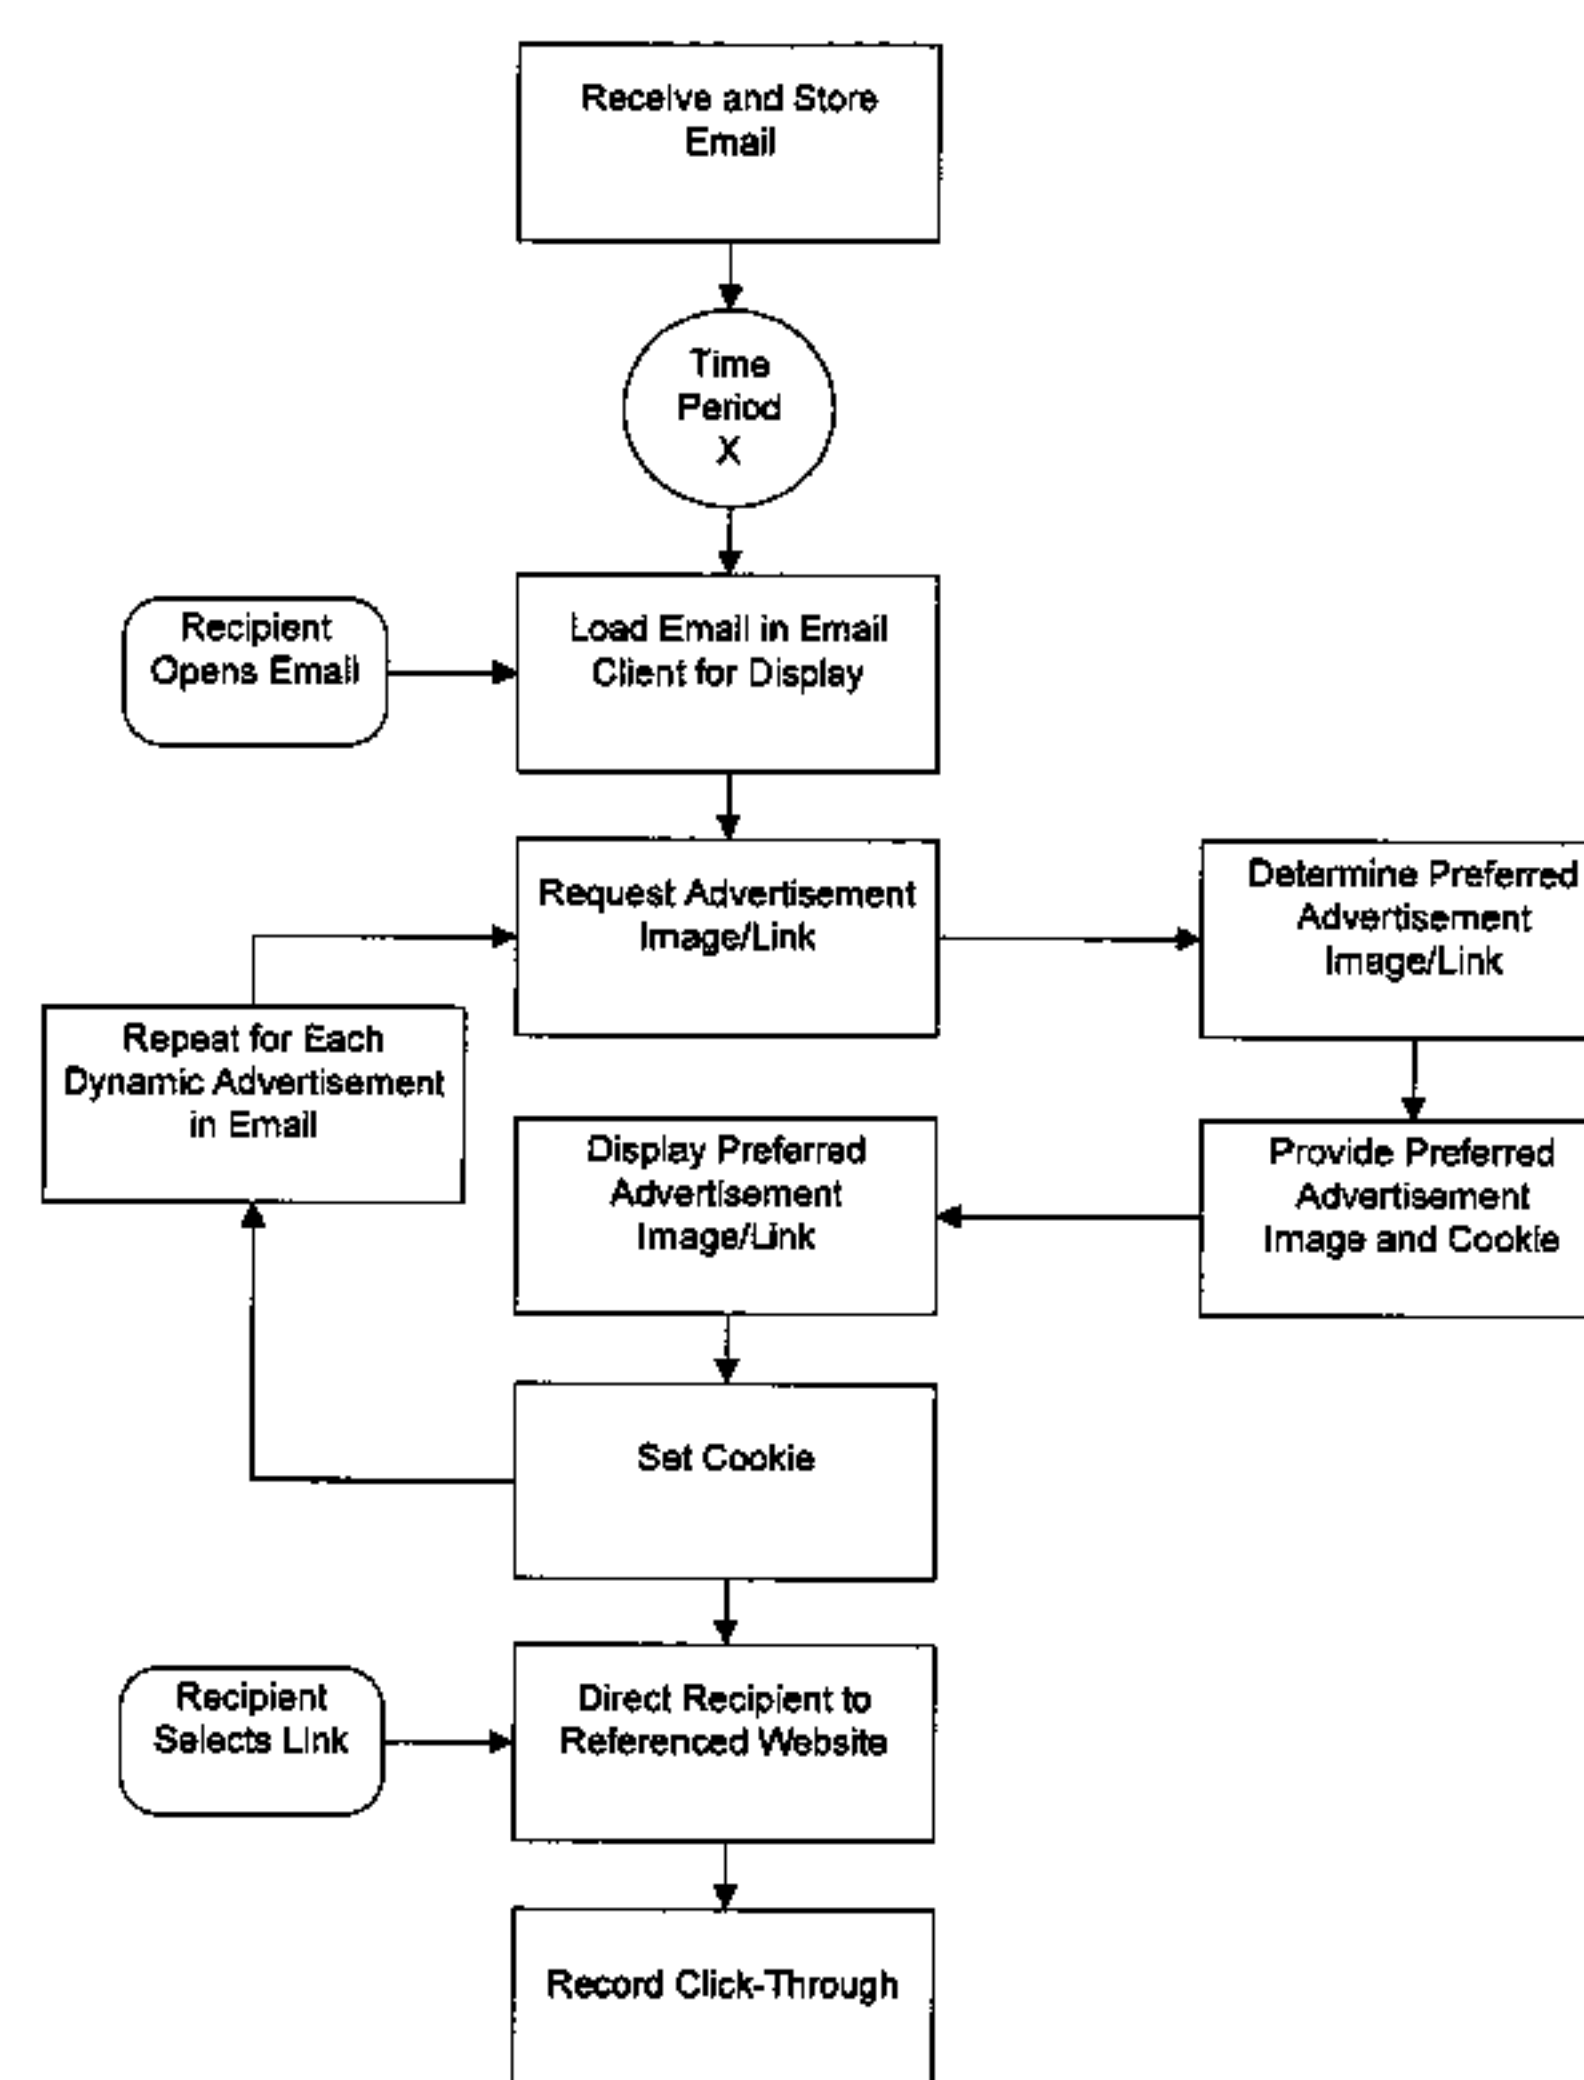 Receive and Store
Email
Time
Period
X
Recipient
Opens Email
Load Email in Email
Client for Display
Request Advertisement
Image/Link
Determine Preferred
Advertisement
Image/Link
Repeat for Each
Dynamic Advertisement
in Email
Display Preferred
Advertisement
Image/Link
Provide Preferred
Advertisement
Image and Cookie
Set Cookie
Recipient
Selects Link
Direct Recipient to
Referenced Website
Record Click-Through